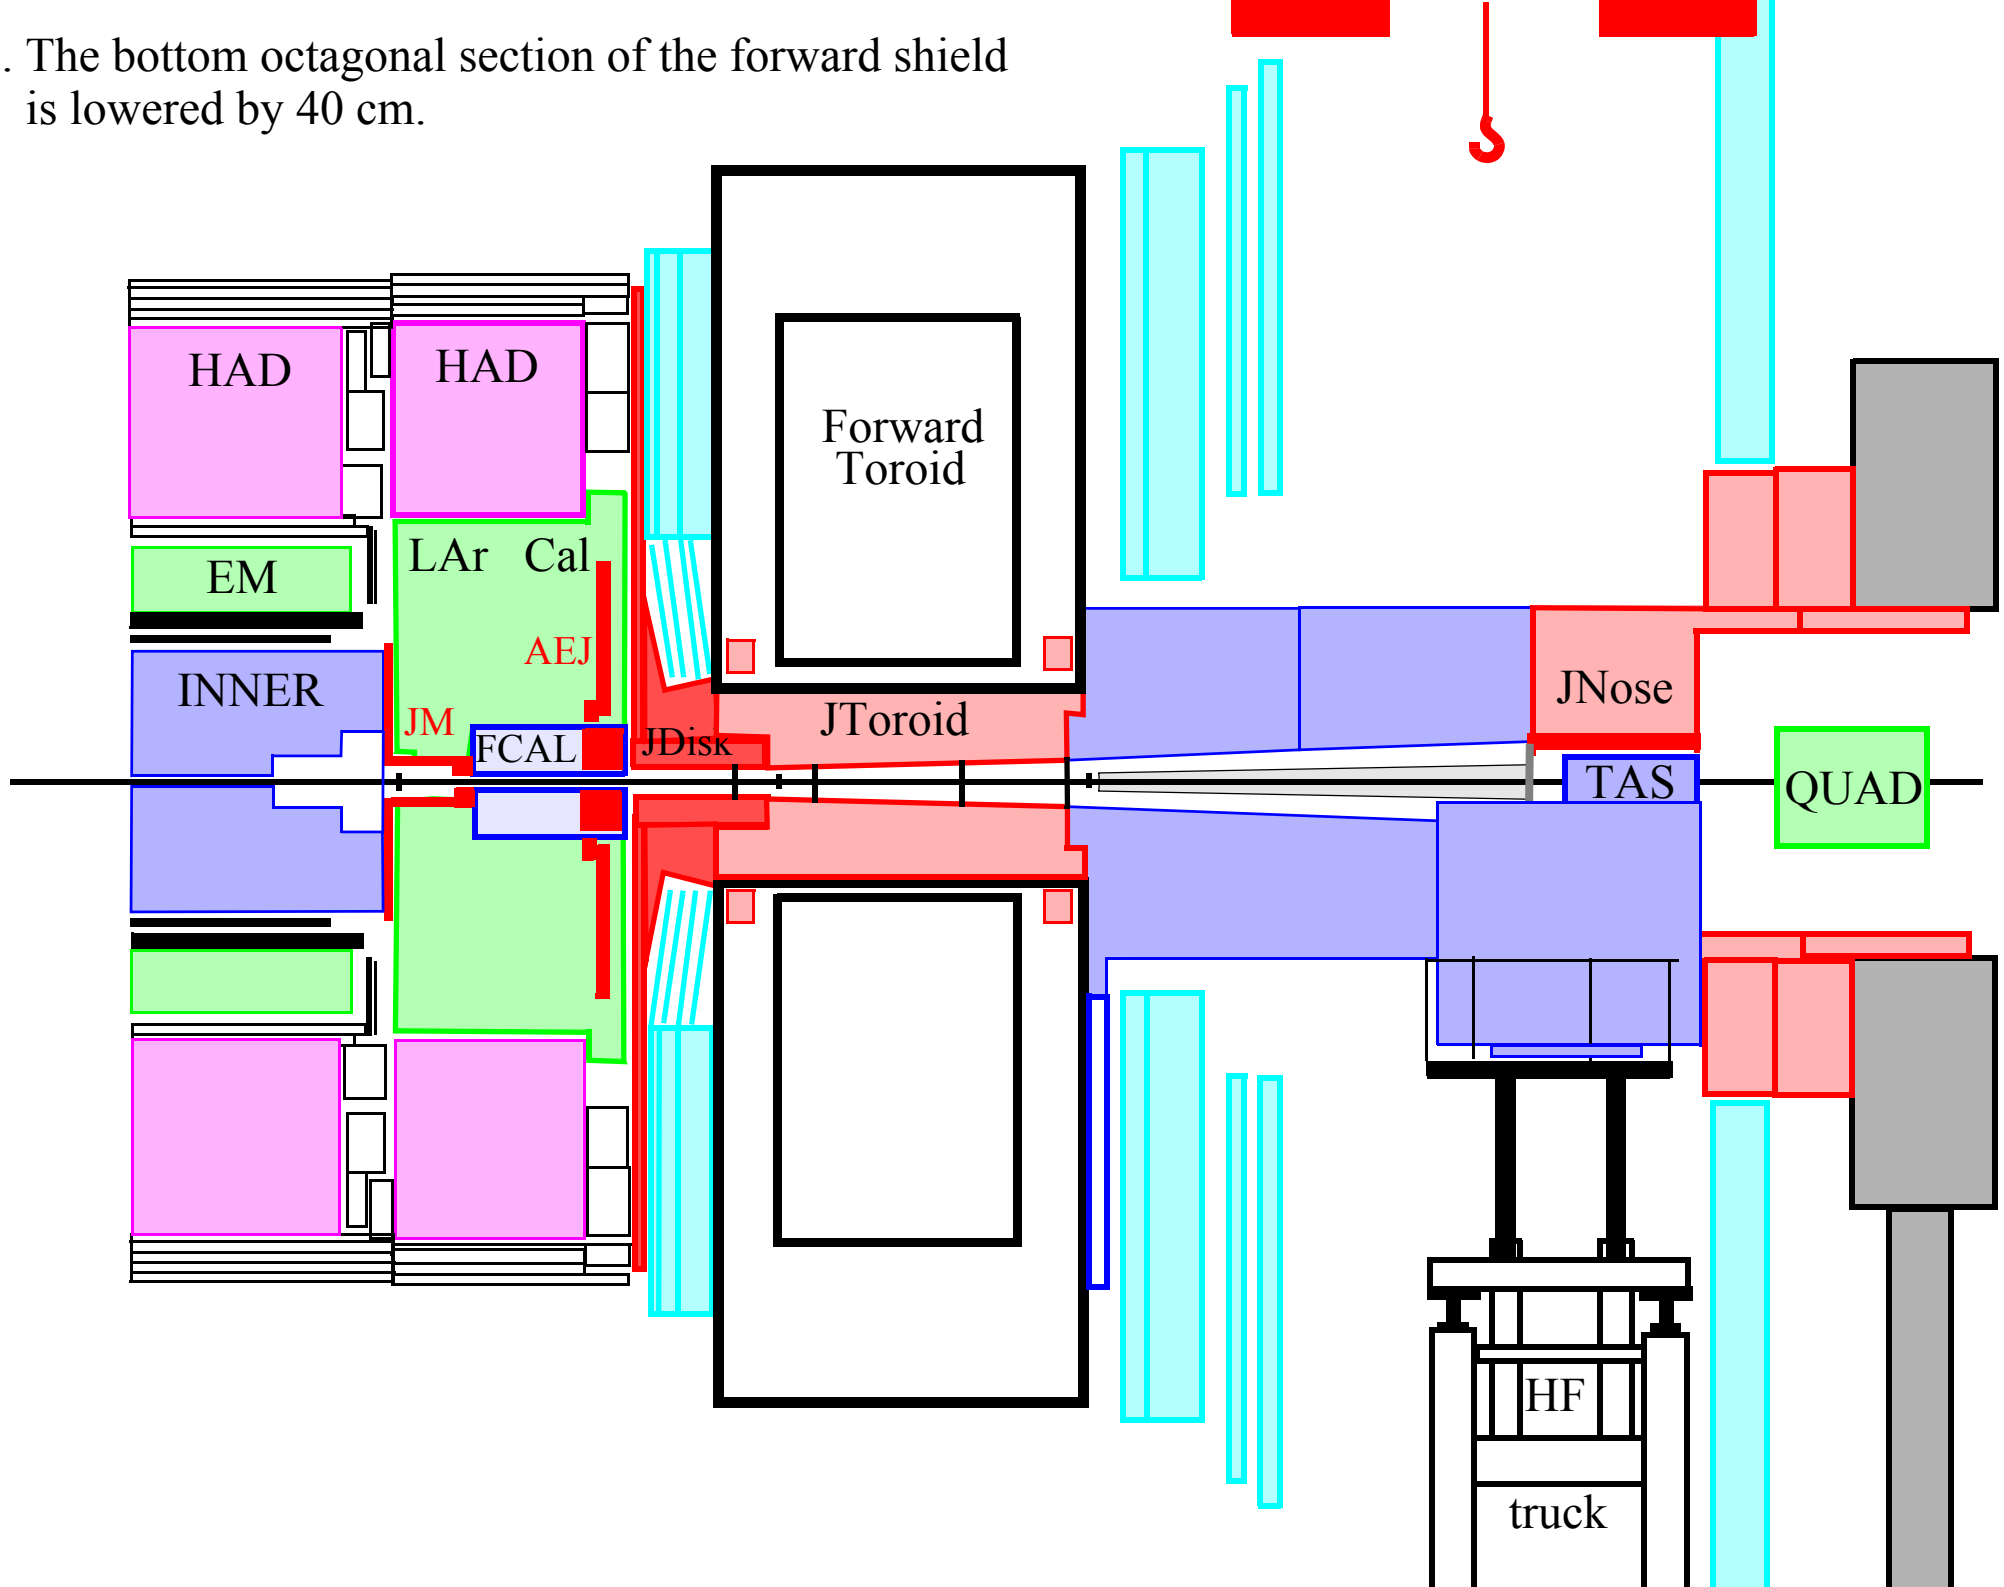 . The bottom octagonal section of the forward shield
is lowered by 40 cm.
HAD
HAD
Forward
Toroid
LAr Cal
EM
AEJ
INNER
JM
FCAL
JDisk
JToroid
JNose
TAS
QUAD
HF
truck